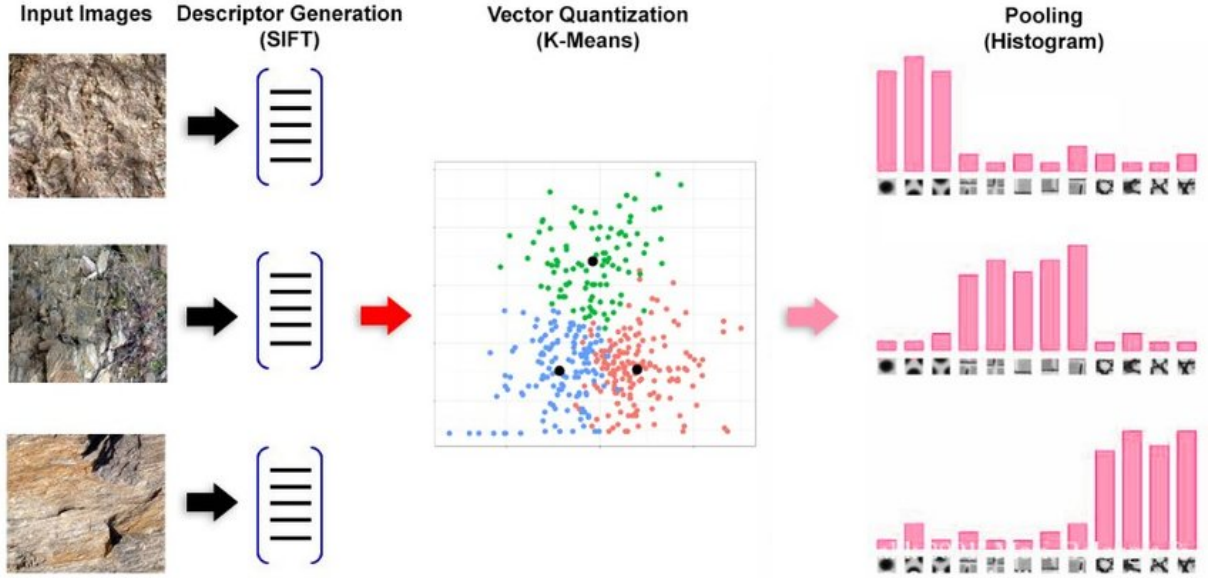 Input Images
Descriptor Generation
(SIFT)
Vector Quantization
(K-Means)
Pooling
(Histogram)